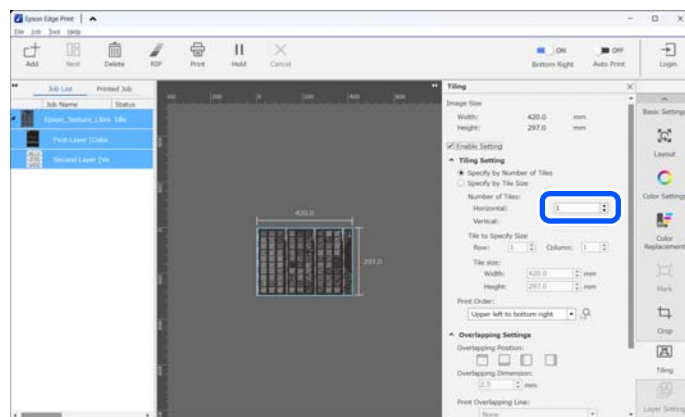 Epson Edge Print
File Job Tool Help
Add Nest Delete RIP Print Hold Cancel
ON OFF
Bottom Right Auto Print Login
Job List Printed Job
Job Name Status
Epson_Texture_Libra Idle
First Layer [Color
Second Layer [Va
420.0
297.0
Tiling
Image Size
Width: 420.0 mm
Height: 297.0 mm
Enable Setting
Tiling Setting
Specify by Number of Tiles
Specify by Tile Size
Number of Tiles:
Horizontal: 1
Vertical:
Tile to Specify Size
Row: 1 Column: 1
Tile size:
Width: 420.0 mm
Height: 297.0 mm
Print Order:
Upper left to bottom right
Overlapping Settings
Overlapping Position:
Overlapping Dimension:
2.5 mm
Print Overlapping Line:
None
Basic Settings
Layout
Color Settings
Color
Replacement
Mark
Crop
Tiling
Layer Settings